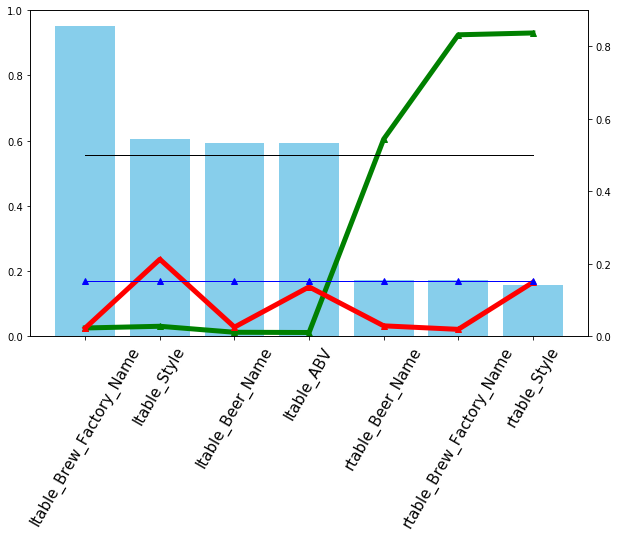 1.0
0.8
0.6
0.4
0.2
0.0
0.8
0.6
0.4
0.2
0.0
ltable_Brew_Factory_Name
ltable_Style
ltable_Beer_Name
ltable_ABV
rtable_Beer_Name
rtable_Brew_Factory_Name
rtable_Style